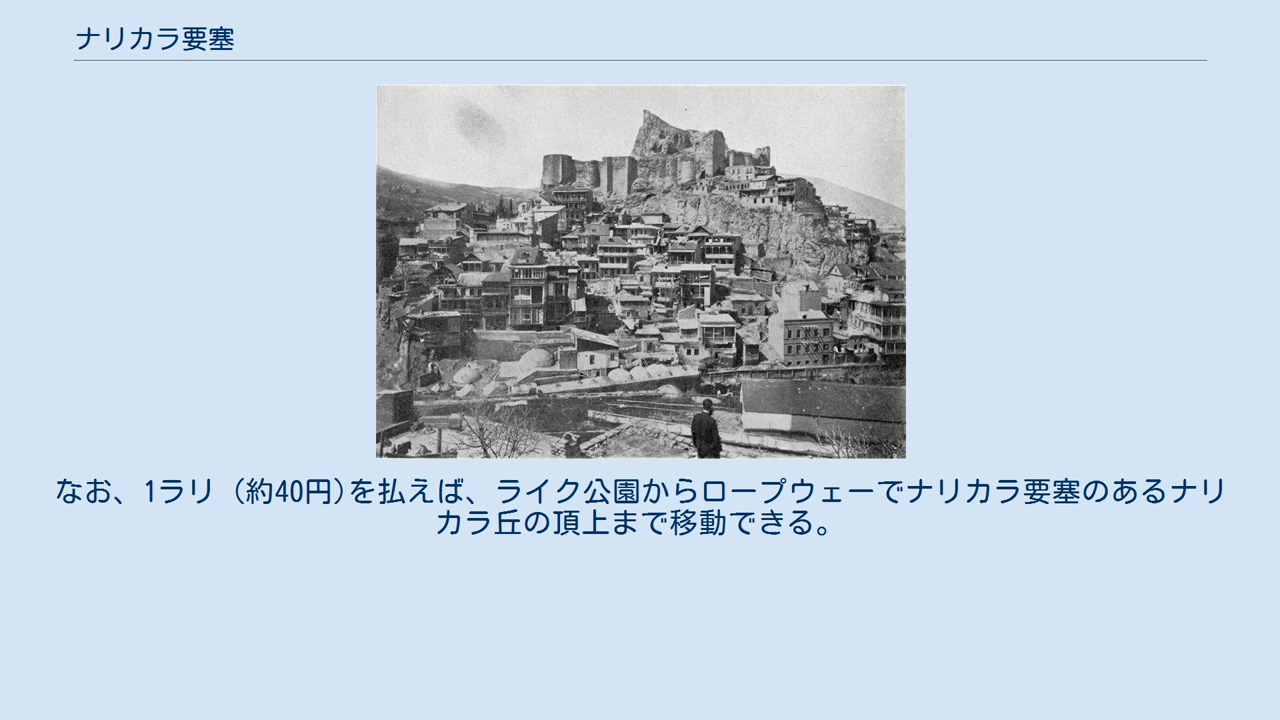 ナリカラ要塞
なお、1ラリ (約40円)を払えば、ライク公園からロープウェーでナリカラ要塞のあるナリ
カラ丘の頂上まで移動できる。